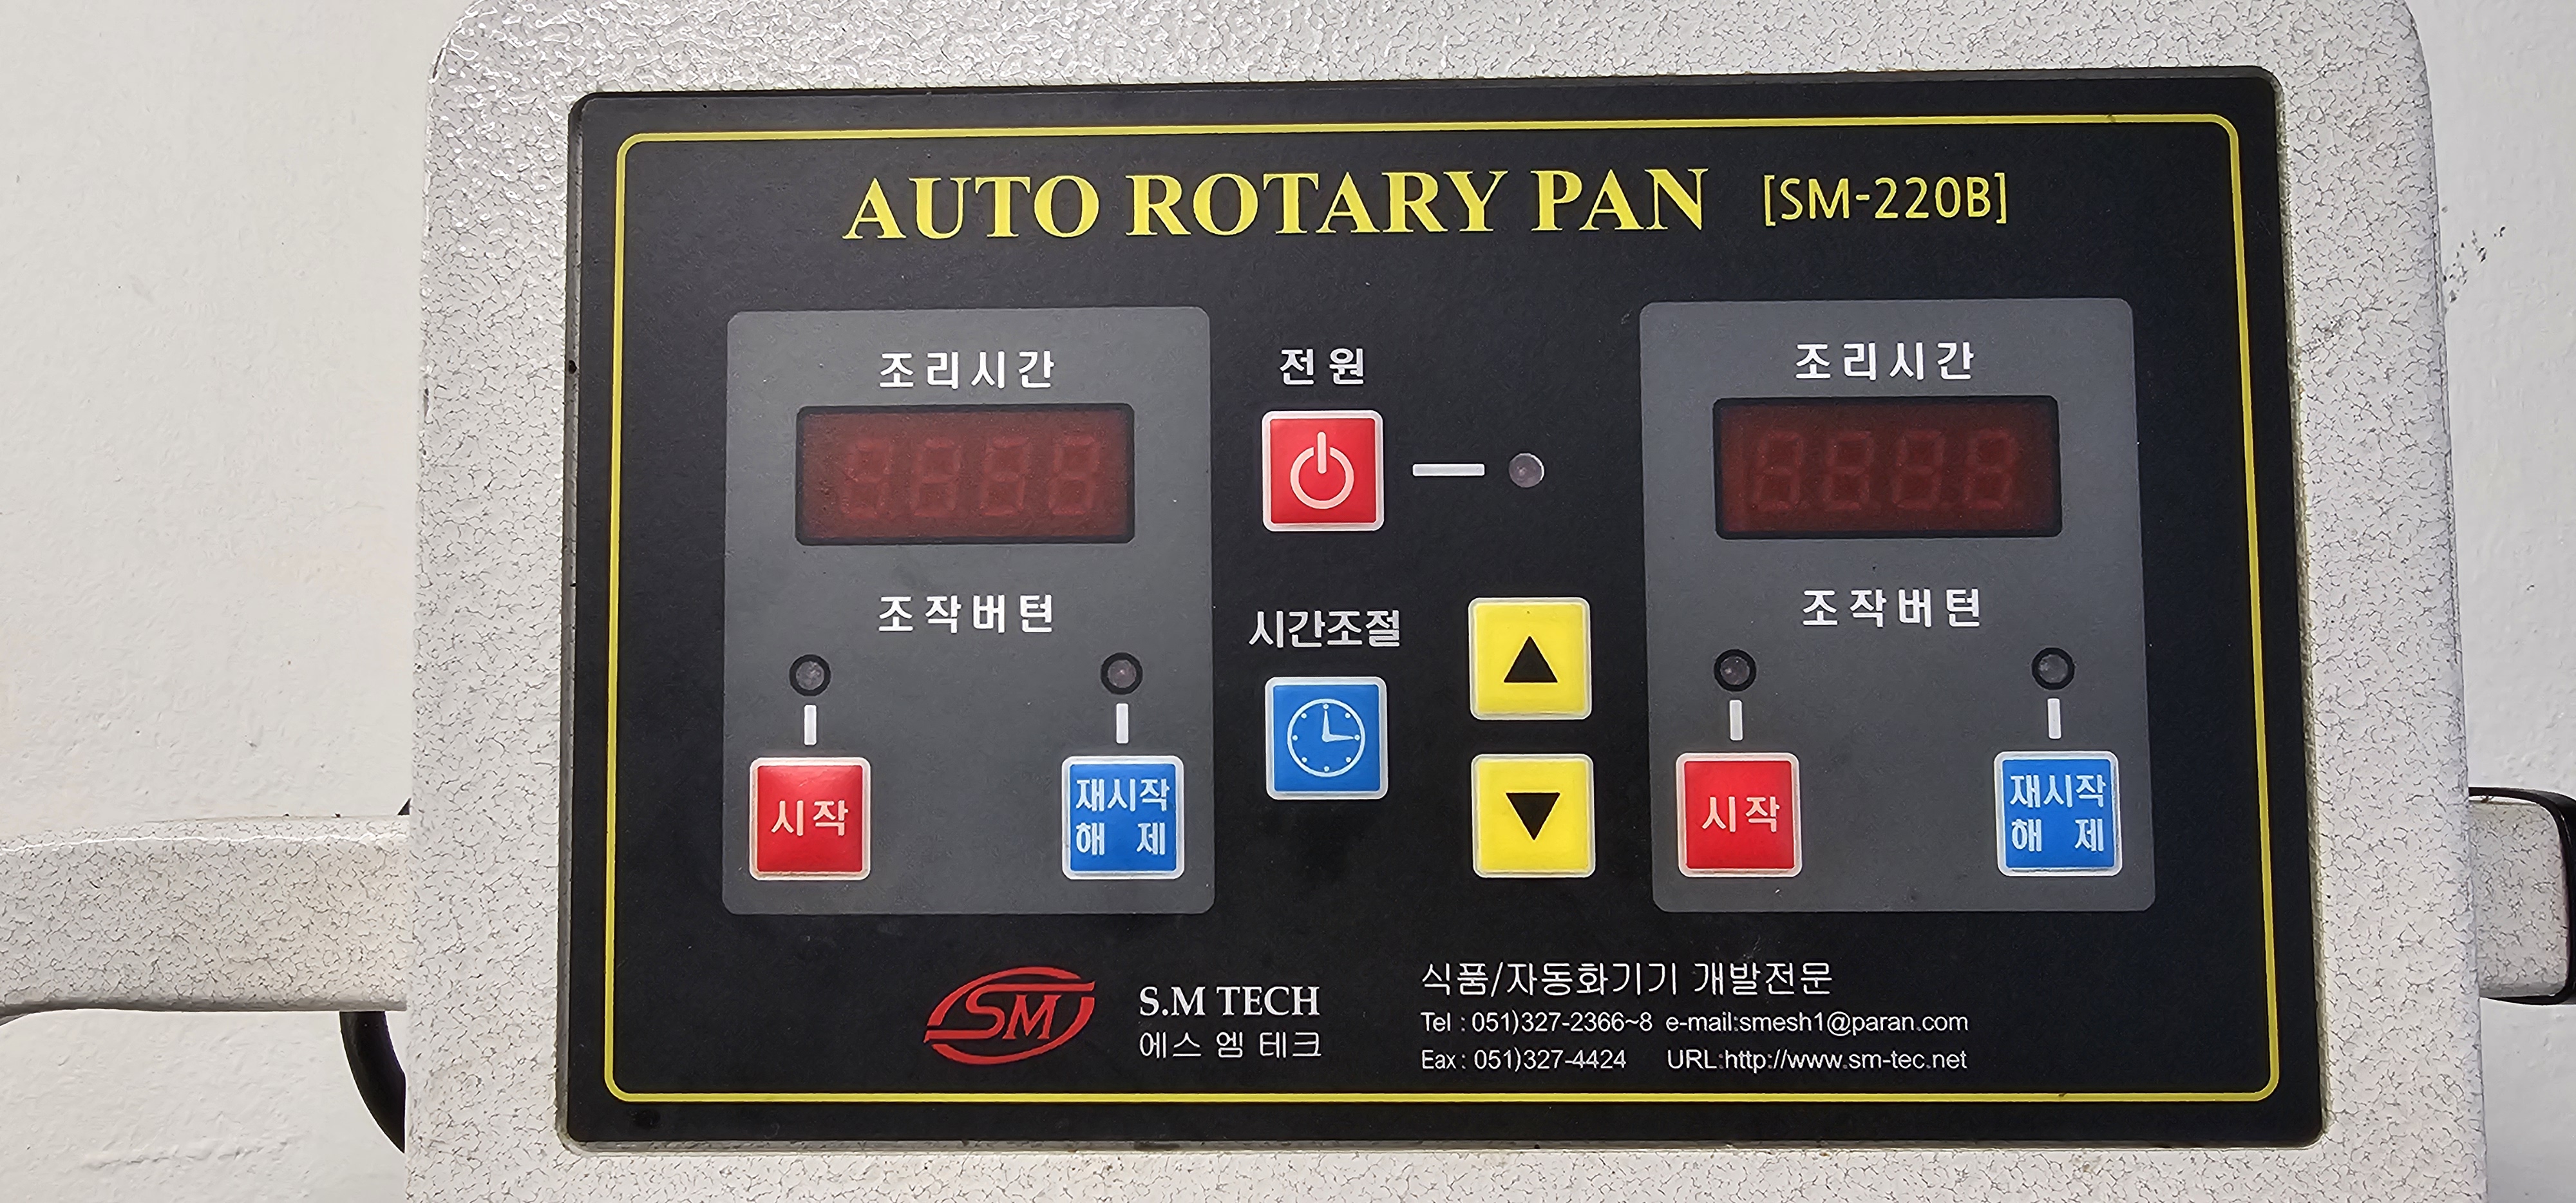 AUTO ROTARY PAN [SM-220B]
조리시간
전원
조리시간
조작버턴
시간조절
조작버턴
시작
재시작
해 제
시작
재시작
해 제
SM
S.M TECH
에스 엠 테크
식품/자동화기기 개발전문
Tel : 051)327-2366~8 e-mail:smesh1@paran.com
Eax : 051)327-4424 URL:http://www.sm-tec.net